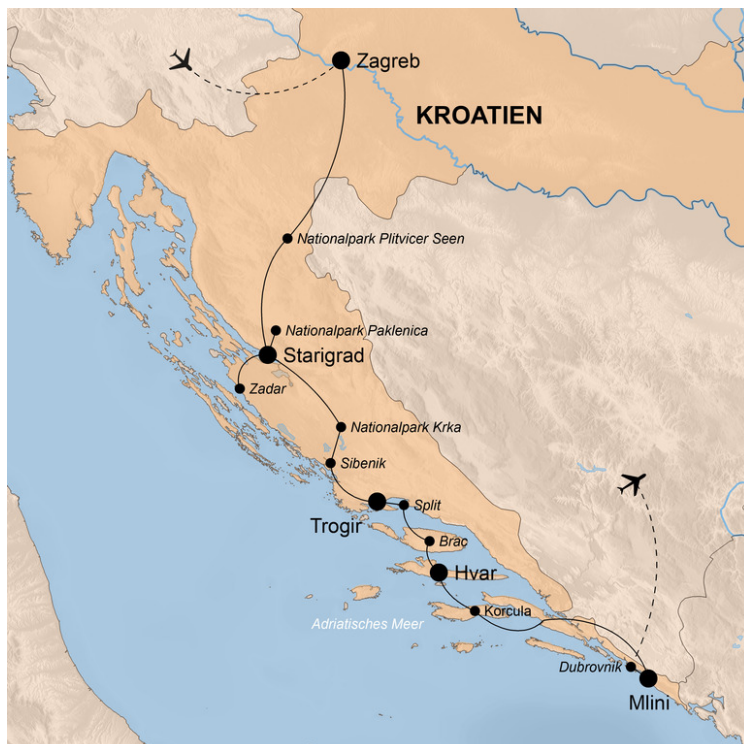 Zagreb
KROATIEN
Nationalpark Plitvicer Seen
Nationalpark Paklenica
Starigrad
Zadar
Nationalpark Krka
Sibenik
Trogir
Split
Brac
Hvar
Korcula
Adriatisches Meer
Dubrovnik
Mlini